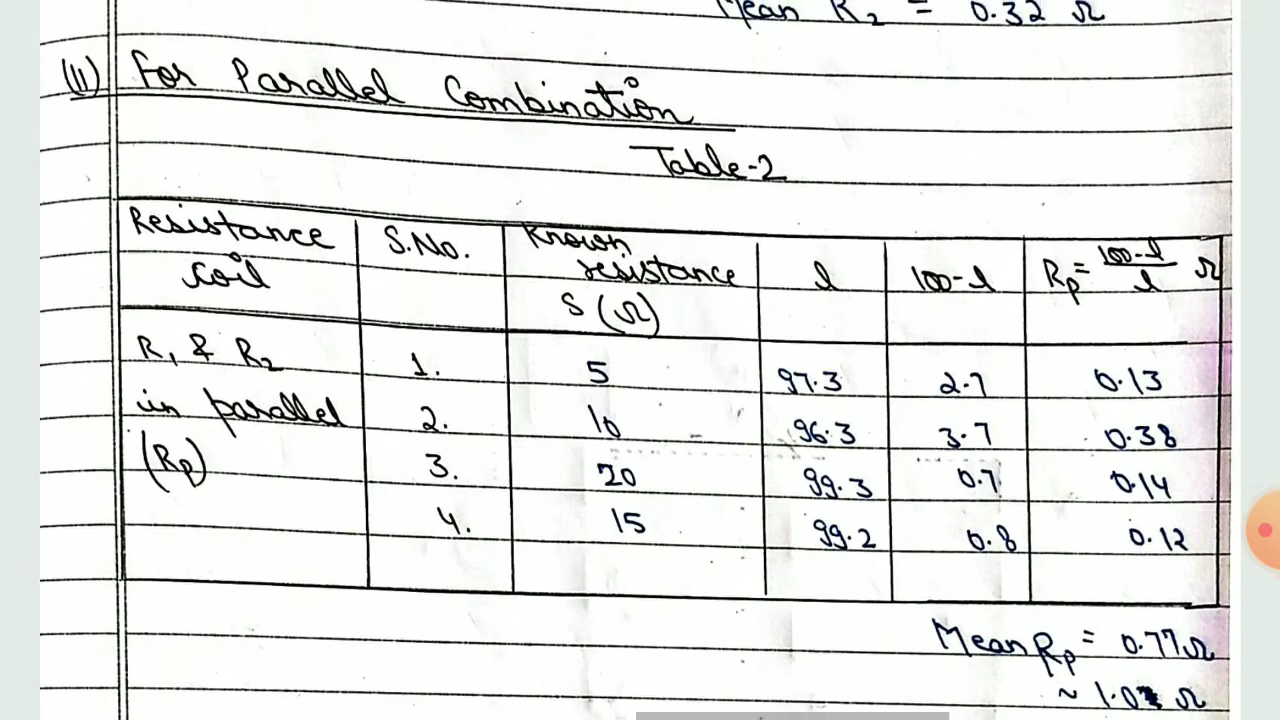 Mean R₂ = 0.32 Ω
(ii) For Parallel Combination
Table-2
Resistance coil | S.No. | Known resistance S (Ω) | l | 100-l | Rp = 100-l / l Ω
R₁ & R₂ in parallel (Rp) | 1. | 5 | 97.3 | 2.7 | 0.13
2. | 10 | 96.3 | 3.7 | 0.38
3. | 20 | 99.3 | 0.7 | 0.14
4. | 15 | 99.2 | 0.8 | 0.12
Mean Rp = 0.77Ω
~ 1.0 Ω